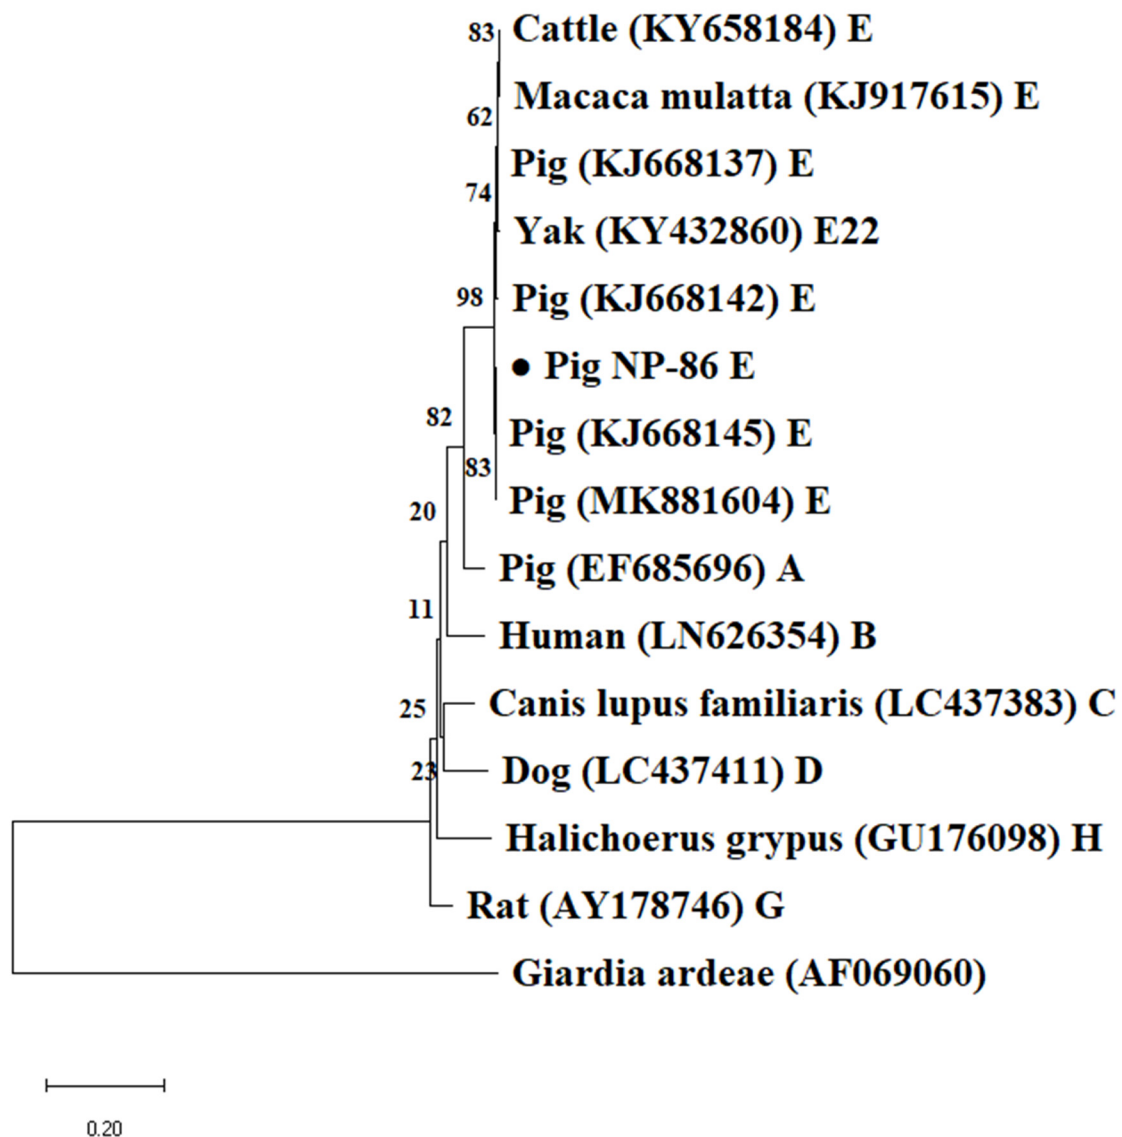 83 Cattle (KY658184) E
Macaca mulatta (KJ917615) E
62
Pig (KJ668137) E
74
Yak (KY432860) E22
98 Pig (KJ668142) E
● Pig NP-86 E
82
Pig (KJ668145) E
83
Pig (MK881604) E
20
Pig (EF685696) A
11
Human (LN626354) B
25 Canis lupus familiaris (LC437383) C
23 Dog (LC437411) D
Halichoerus grypus (GU176098) H
Rat (AY178746) G
Giardia ardeae (AF069060)
0.20